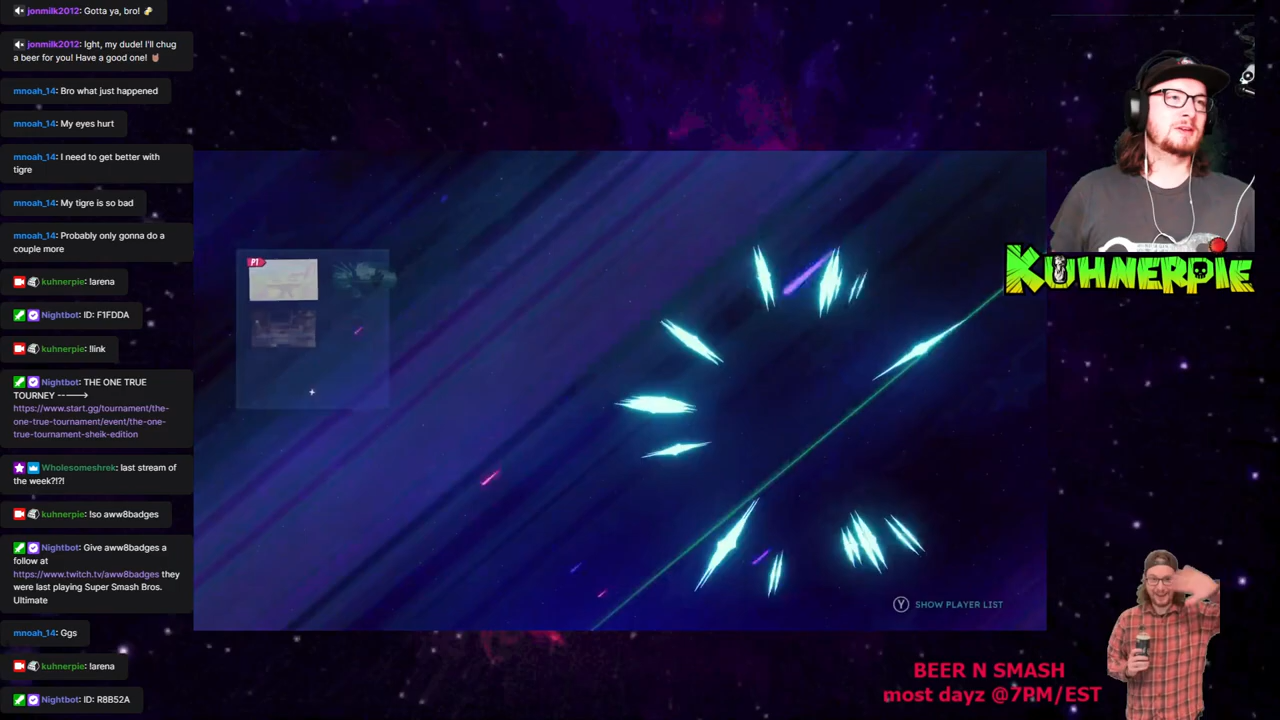 jonmilk2012: Gotta ya, bro!
jonmilk2012: Ight, my dude! I'll chug
a beer for you! Have a good one!
mnoah_14: Bro what just happened
mnoah_14: My eyes hurt
mnoah_14: I need to get better with
tigre
mnoah_14: My tigre is so bad
mnoah_14: Probably only gonna do a
couple more
kuhnerpie: !arena
Nightbot: ID: F1FDDA
kuhnerpie: !link
Nightbot: THE ONE TRUE
TOURNEY ----->
https://www.start.gg/tournament/the-
one-true-tournament/event/the-one-
true-tournament-sheik-edition
Wholesomeshrek: last stream of
the week?!?!
kuhnerpie: !so aww8badges
Nightbot: Give aww8badges a
follow at
https://www.twitch.tv/aww8badges they
were last playing Super Smash Bros.
Ultimate
mnoah_14: Ggs
kuhnerpie: !arena
Nightbot: ID: R8B52A
P1
Y SHOW PLAYER LIST
KUHNERPIE
BEER N SMASH
most dayz @7PM/EST